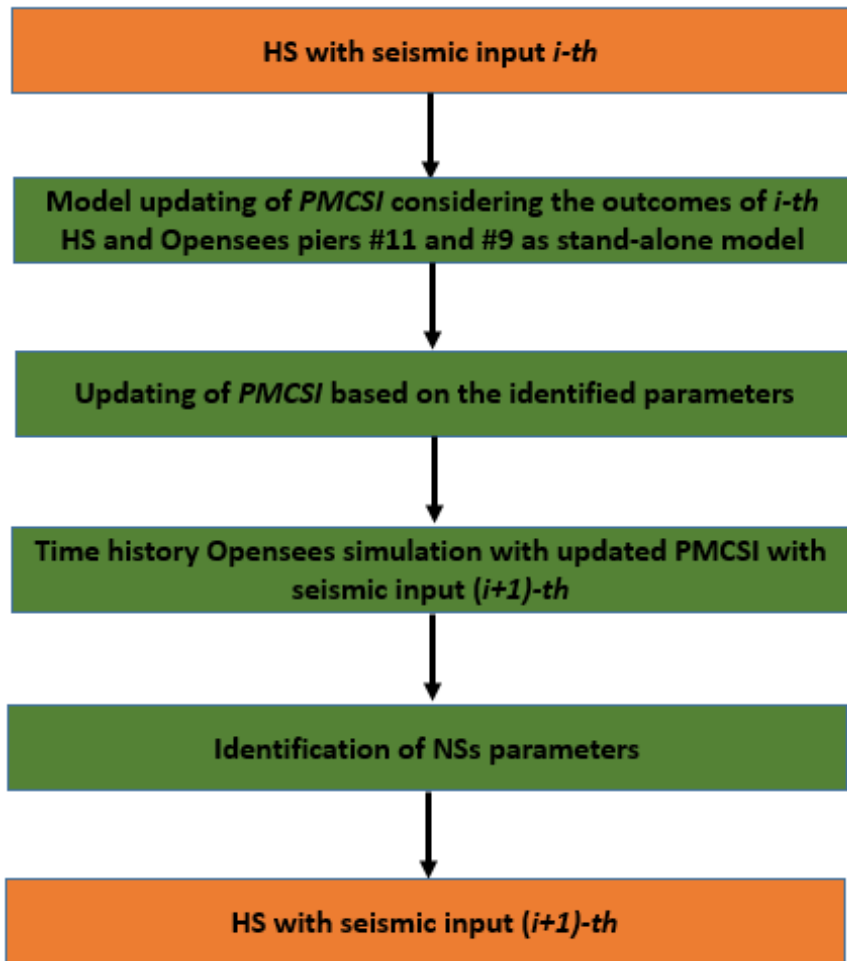 HS with seismic input i-th
Model updating of PMCSI considering the outcomes of i-th
HS and Opensees piers #11 and #9 as stand-alone model
Updating of PMCSI based on the identified parameters
Time history Opensees simulation with updated PMCSI with
seismic input (i+1)-th
Identification of NSs parameters
HS with seismic input (i+1)-th